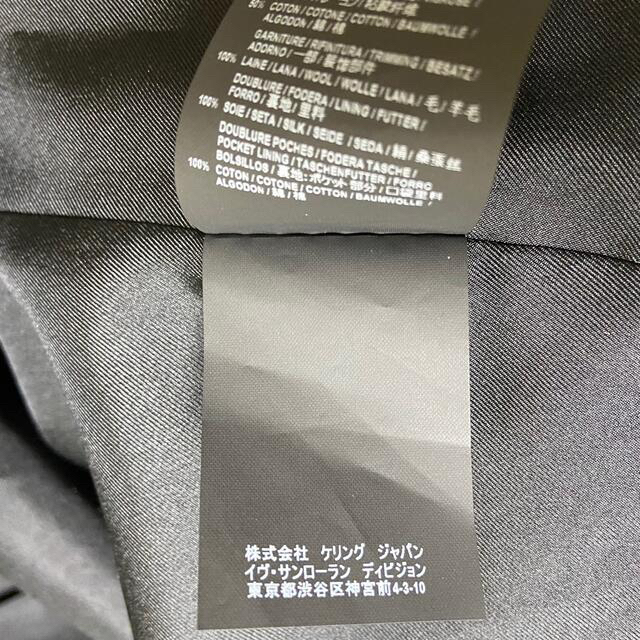 50% COTON / COTONE / COTTON / BAUMWOLLE /
ALGODON / 綿 / 棉
GARNITURE / RIFINITURA / TRIMMING / BESATZ /
ADORNO / 一部 / 装饰部件
100% LAINE / LANA / WOOL / WOLLE / LANA / 毛 / 羊毛
DOUBLURE / FODERA / LINING / FUTTER /
FORRO / 裏地 / 里料
100% SOIE / SETA / SILK / SEIDE / SEDA / 絹 / 桑蚕丝
DOUBLURE POCHES / FODERA TASCHE /
POCKET LINING / TASCHENFUTTER / FORRO
BOLSILLOS / 裏地:ポケット部分 / 口袋里料
100% COTON / COTONE / COTTON / BAUMWOLLE /
ALGODON / 綿 / 棉
株式会社 ケリング ジャパン
イヴ・サンローラン ディビジョン
東京都渋谷区神宮前4-3-10